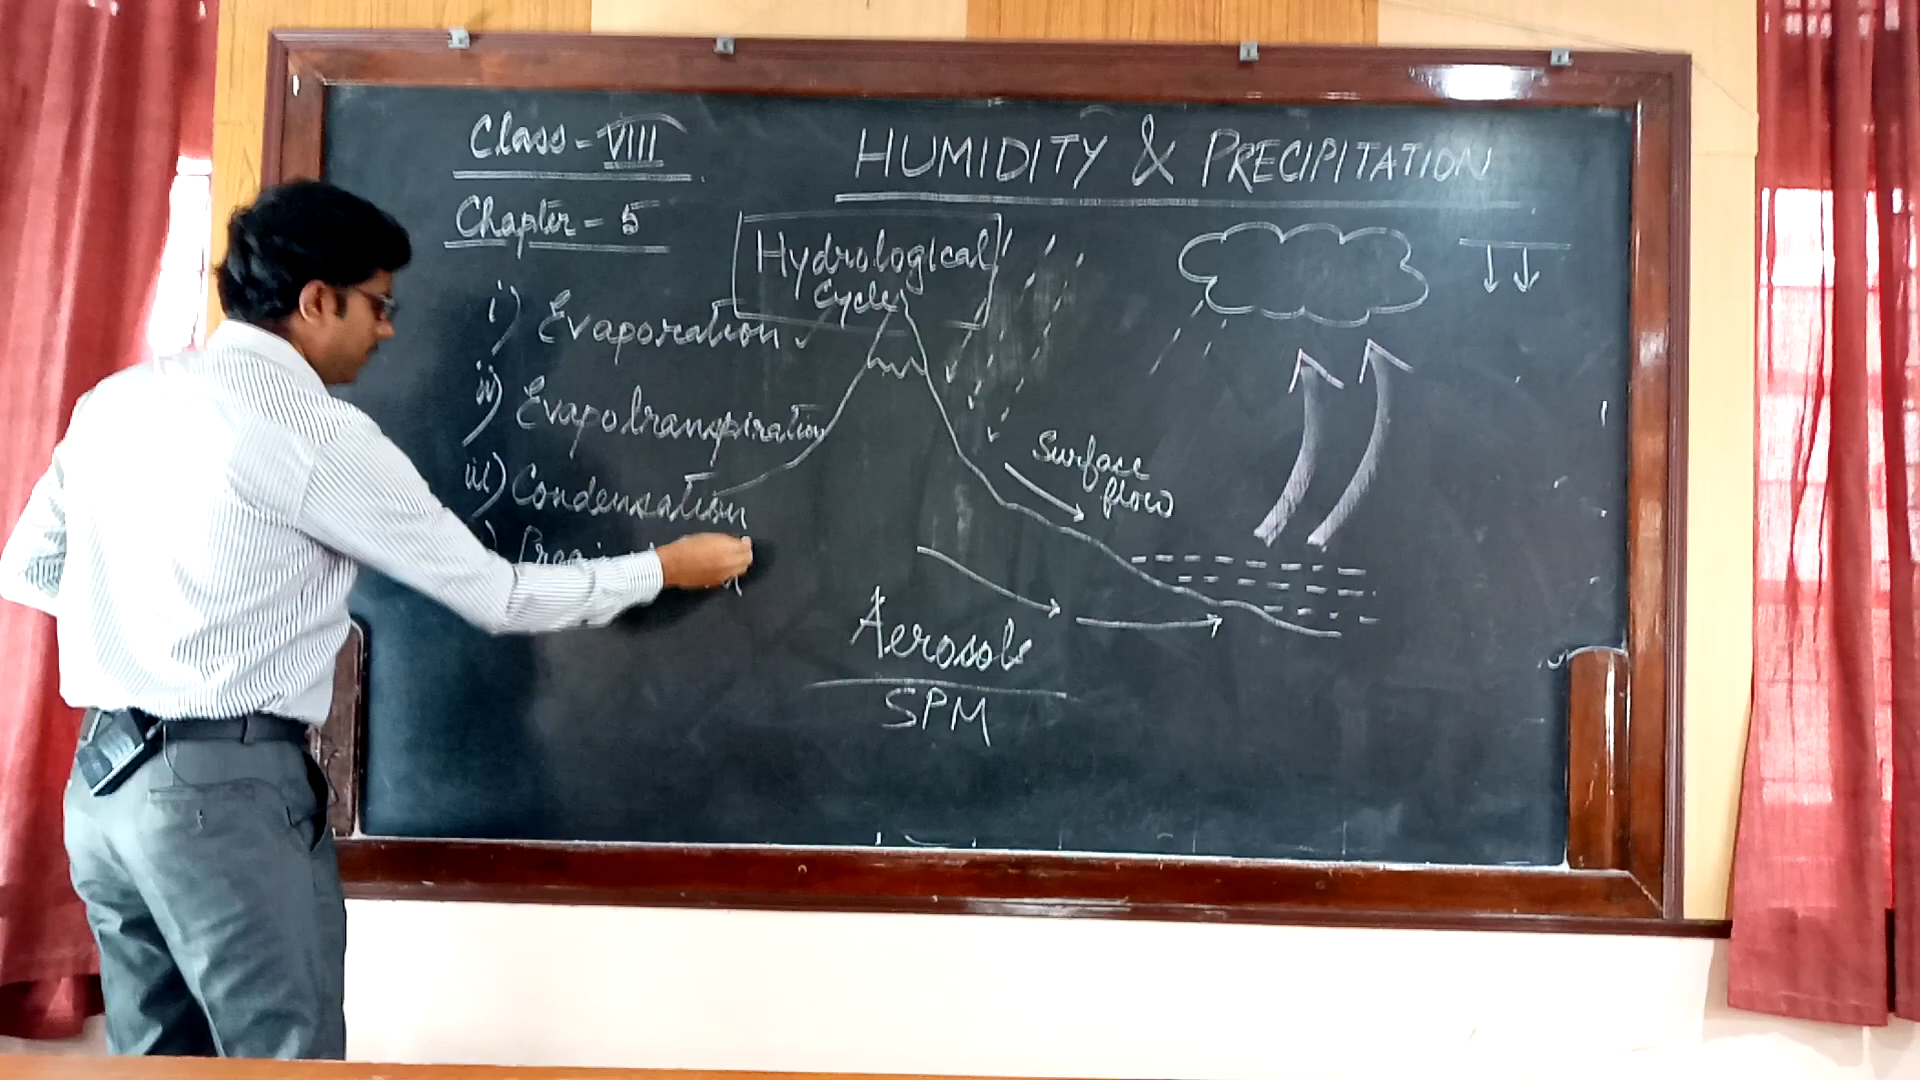 Class - VIII
HUMIDITY & PRECIPITATION
Chapter - 5
Hydrological
Cycle
i) Evaporation
ii) Evapotranspiration
iii) Condensation
Surface
flow
Aerosols
SPM